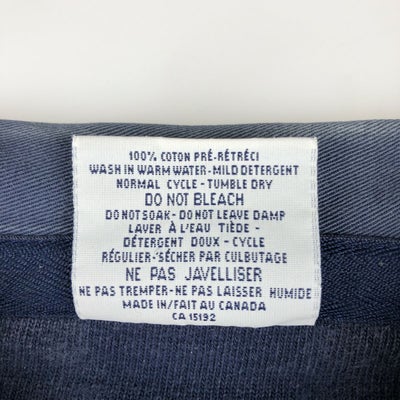 100% COTON PRÉ-RÉTRÉCI
WASH IN WARM WATER-MILD DETERGENT
NORMAL CYCLE-TUMBLE DRY
DO NOT BLEACH
DO NOT SOAK-DO NOT LEAVE DAMP
LAVER À L'EAU TIÈDE-
DÉTERGENT DOUX-CYCLE
RÉGULIER-SÉCHER PAR CULBUTAGE
NE PAS JAVELLISER
NE PAS TREMPER-NE PAS LAISSER HUMIDE
MADE IN/FAIT AU CANADA
CA 15192